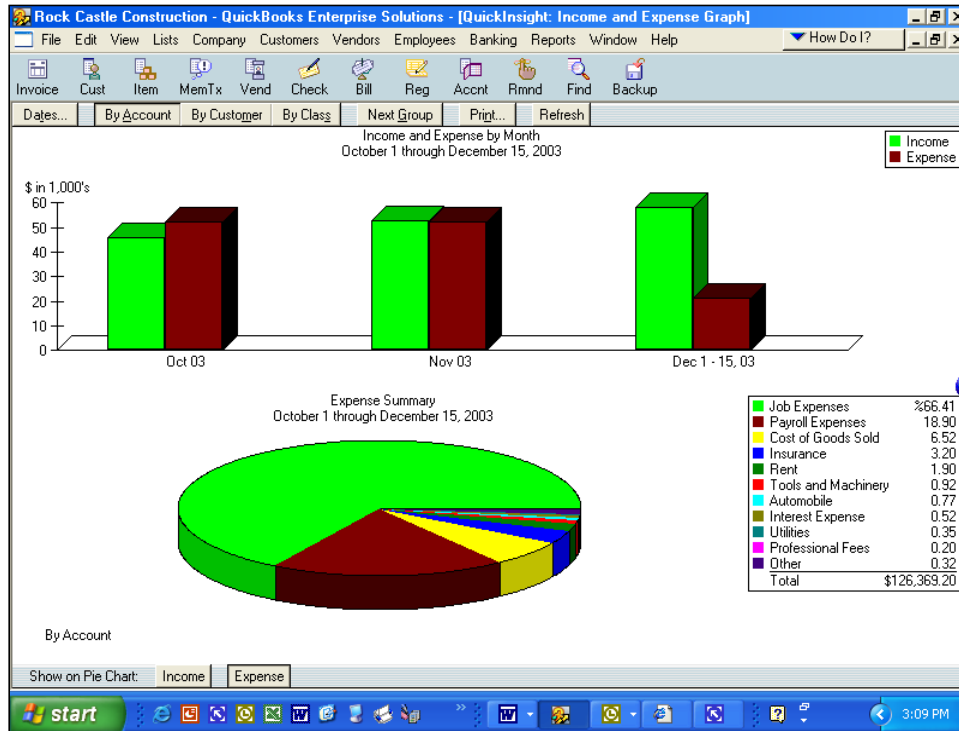 Rock Castle Construction - QuickBooks Enterprise Solutions - [QuickInsight: Income and Expense Graph]
File Edit View Lists Company Customers Vendors Employees Banking Reports Window Help How Do I?
Invoice Cust Item MemTx Vend Check Bill Reg Accnt Rmnd Find Backup
Dates... By Account By Customer By Class Next Group Print... Refresh
Income and Expense by Month
October 1 through December 15, 2003
Income
Expense
$ in 1,000's
60
50
40
30
20
10
0
Oct 03 Nov 03 Dec 1 - 15, 03
Expense Summary
October 1 through December 15, 2003
Job Expenses %66.41
Payroll Expenses 18.90
Cost of Goods Sold 6.52
Insurance 3.20
Rent 1.90
Tools and Machinery 0.92
Automobile 0.77
Interest Expense 0.52
Utilities 0.35
Professional Fees 0.20
Other 0.32
Total $126,369.20
By Account
Show on Pie Chart: Income Expense
start 3:09 PM